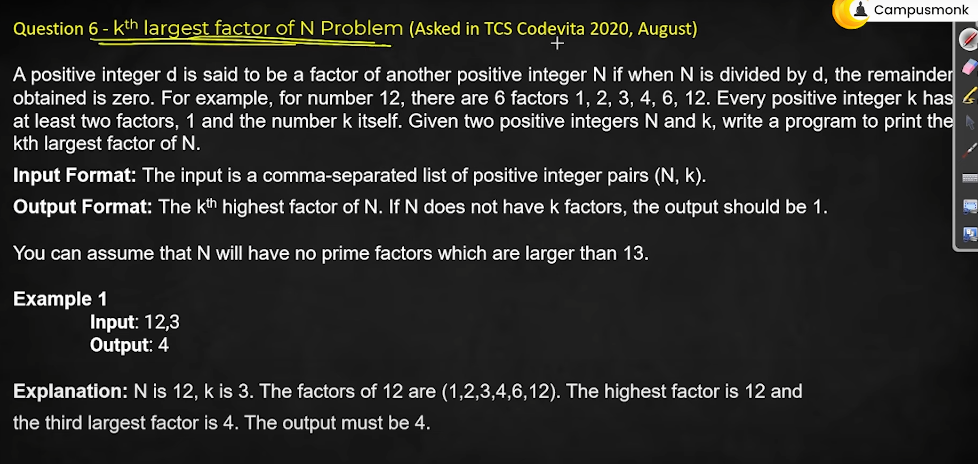 Campusmonk
Question 6 - kth largest factor of N Problem (Asked in TCS Codevita 2020, August)
A positive integer d is said to be a factor of another positive integer N if when N is divided by d, the remainder
obtained is zero. For example, for number 12, there are 6 factors 1, 2, 3, 4, 6, 12. Every positive integer k has
at least two factors, 1 and the number k itself. Given two positive integers N and k, write a program to print the
kth largest factor of N.
Input Format: The input is a comma-separated list of positive integer pairs (N, k).
Output Format: The kth highest factor of N. If N does not have k factors, the output should be 1.
You can assume that N will have no prime factors which are larger than 13.
Example 1
Input: 12,3
Output: 4
Explanation: N is 12, k is 3. The factors of 12 are (1,2,3,4,6,12). The highest factor is 12 and
the third largest factor is 4. The output must be 4.